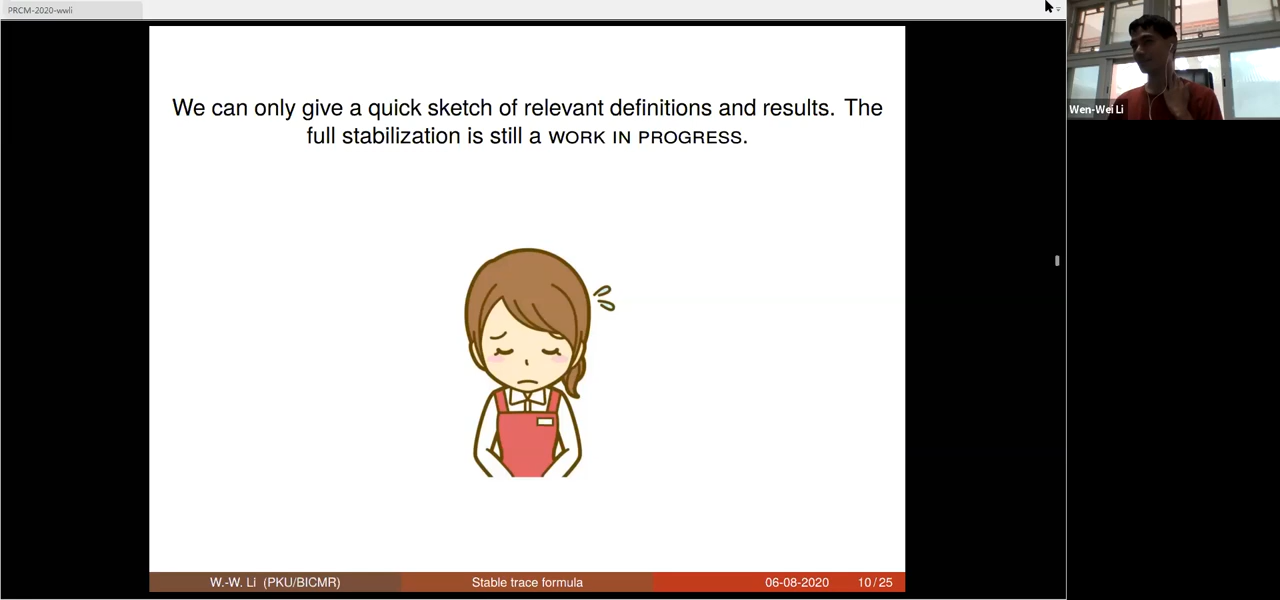 PRCM-2020-wwli
We can only give a quick sketch of relevant definitions and results. The
full stabilization is still a WORK IN PROGRESS.
Wen-Wei Li
W.-W. Li (PKU/BICMR)
Stable trace formula
06-08-2020
10 / 25